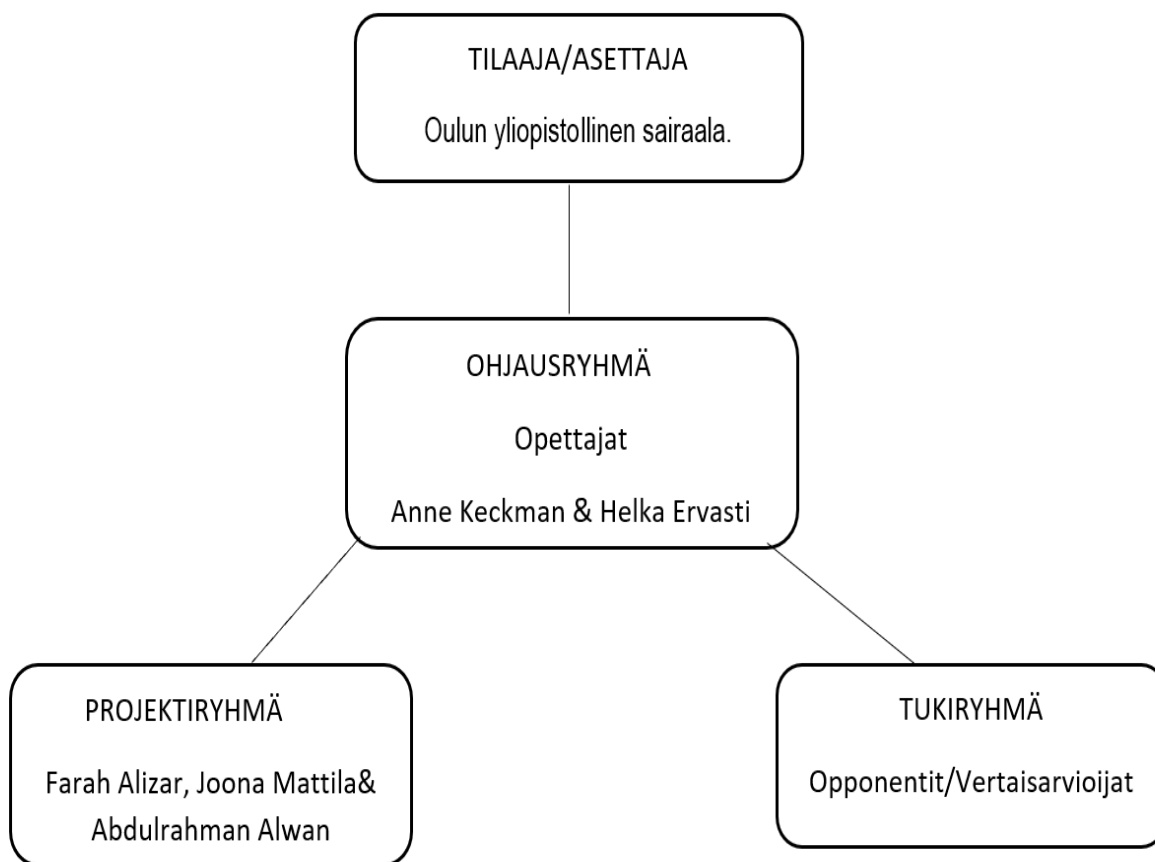 TILAAJA/ASETTAJA
Oulun yliopistollinen sairaala.
OHJAUSRYHMÄ
Opettajat
Anne Keckman & Helka Ervasti
PROJEKTIRYHMÄ
Farah Alizar, Joona Mattila&
Abdulrahman Alwan
TUKIRYHMÄ
Opponentit/Vertaisarvioijat